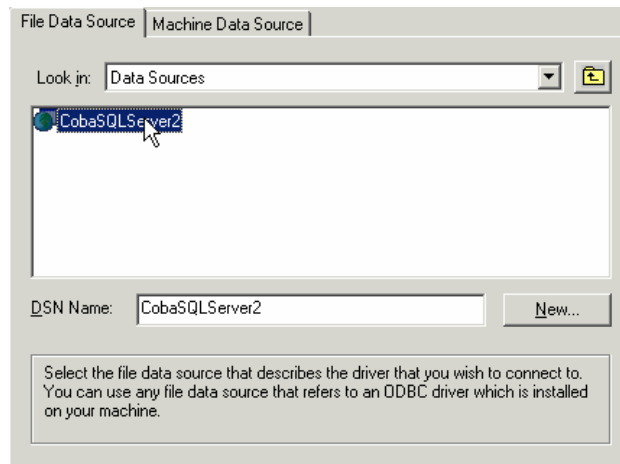 File Data Source Machine Data Source
Look in: Data Sources
CobaSQLServer2
DSN Name: CobaSQLServer2 New...
Select the file data source that describes the driver that you wish to connect to.
You can use any file data source that refers to an ODBC driver which is installed
on your machine.